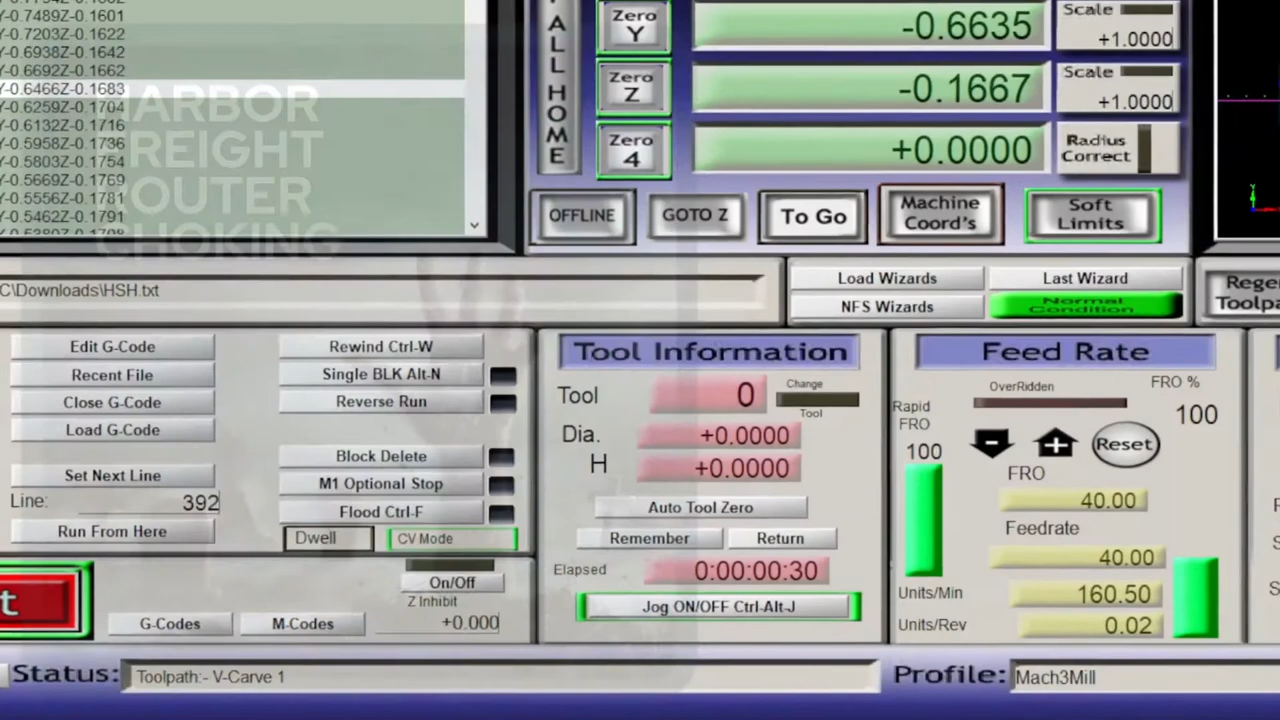 Y-0.7489Z-0.1601
Y-0.7203Z-0.1622
Y-0.6938Z-0.1642
Y-0.6692Z-0.1662
Y-0.6466Z-0.1683
Y-0.6259Z-0.1704
Y-0.6132Z-0.1716
Y-0.5958Z-0.1736
Y-0.5803Z-0.1754
Y-0.5669Z-0.1769
Y-0.5556Z-0.1781
Y-0.5462Z-0.1791
HARBOR
FREIGHT
ROUTER
CHOKING
ALL HOME
Zero Y
-0.6635
Scale
+1.0000
Zero Z
-0.1667
Scale
+1.0000
Zero 4
+0.0000
Radius
Correct
OFFLINE
GOTO Z
To Go
Machine
Coord's
Soft
Limits
C\Downloads\HSH.txt
Load Wizards
Last Wizard
NFS Wizards
Normal
Condition
Edit G-Code
Recent File
Close G-Code
Load G-Code
Set Next Line
Line: 392
Run From Here
Rewind Ctrl-W
Single BLK Alt-N
Reverse Run
Block Delete
M1 Optional Stop
Flood Ctrl-F
Dwell
CV Mode
On/Off
Z Inhibit
+0.000
G-Codes
M-Codes
Tool Information
Tool 0
Change
Tool
Dia. +0.0000
H +0.0000
Auto Tool Zero
Remember
Return
Elapsed 0:00:00:30
Jog ON/OFF Ctrl-Alt-J
Feed Rate
OverRidden
FRO %
100
Rapid
FRO
100
Reset
FRO
40.00
Feedrate
40.00
Units/Min 160.50
Units/Rev 0.02
Status: Toolpath:- V-Carve 1
Profile: Mach3Mill